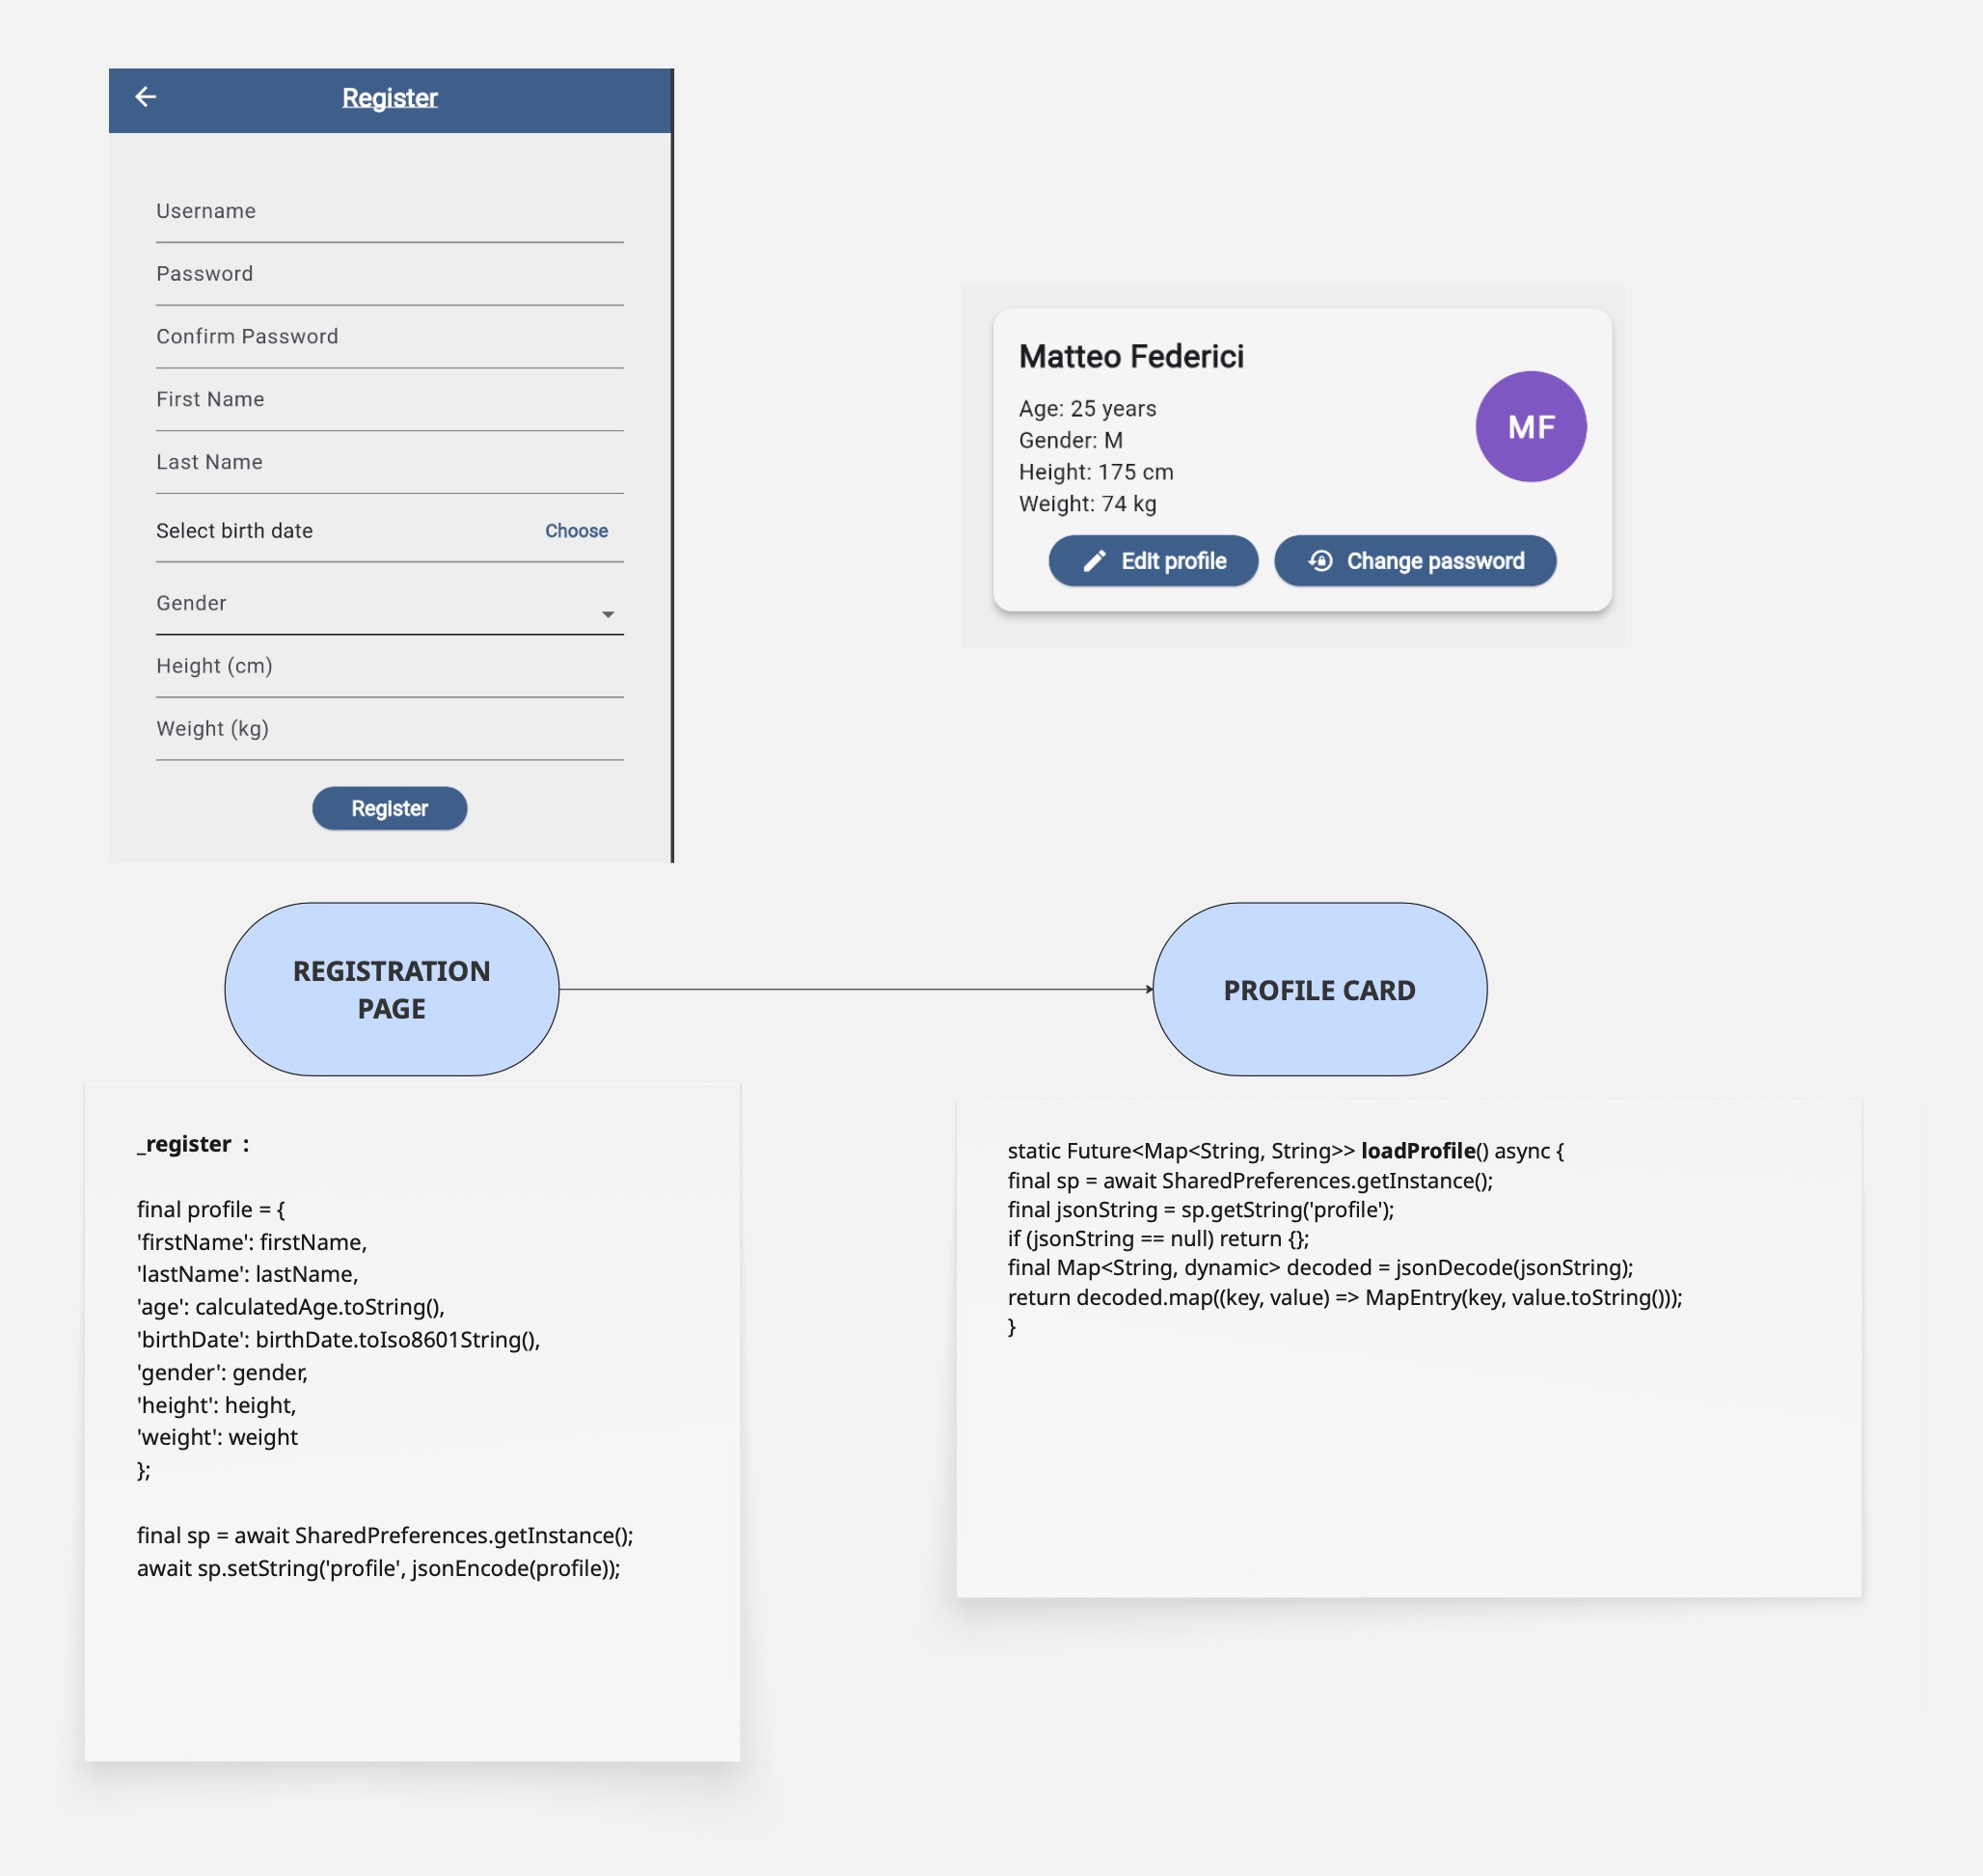 Register
Username
Password
Confirm Password
First Name
Last Name
Select birth date Choose
Gender
Height (cm)
Weight (kg)
Register
Matteo Federici
Age: 25 years
Gender: M
Height: 175 cm
Weight: 74 kg
MF
Edit profile Change password
REGISTRATION
PAGE
PROFILE CARD
_register :
final profile = {
'firstName': firstName,
'lastName': lastName,
'age': calculatedAge.toString(),
'birthDate': birthDate.toIso8601String(),
'gender': gender,
'height': height,
'weight': weight
};
final sp = await SharedPreferences.getInstance();
await sp.setString('profile', jsonEncode(profile));
static Future<Map<String, String>> loadProfile() async {
final sp = await SharedPreferences.getInstance();
final jsonString = sp.getString('profile');
if (jsonString == null) return {};
final Map<String, dynamic> decoded = jsonDecode(jsonString);
return decoded.map((key, value) => MapEntry(key, value.toString()));
}